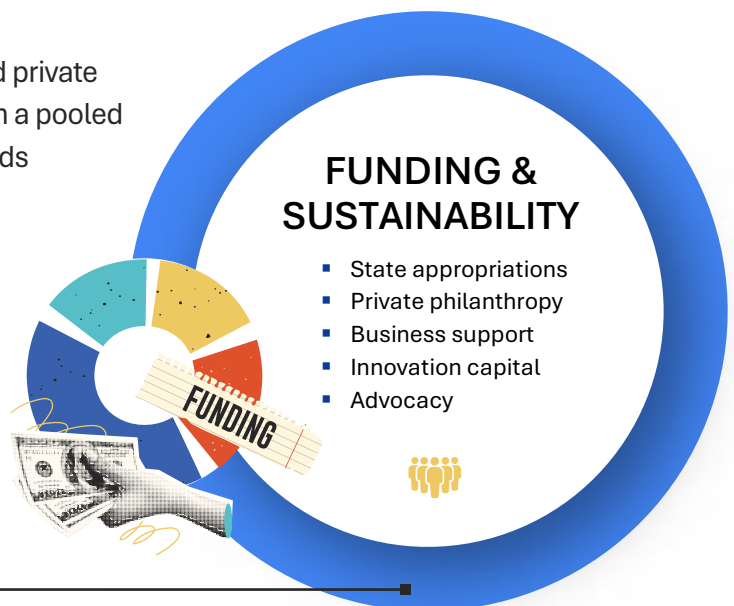 d private
n a pooled
ds
FUNDING &
SUSTAINABILITY
State appropriations
Private philanthropy
Business support
Innovation capital
Advocacy
FUNDING